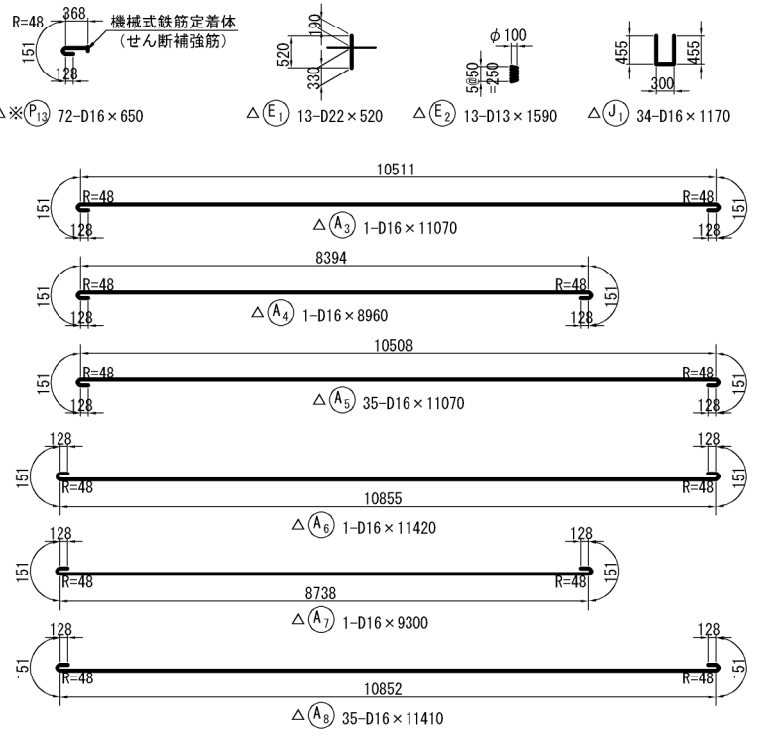 R=48 368 機械式鉄筋定着体
(せん断補強筋)
151
128
△※ P13 72-D16×650
190
520
330
△ E1 13-D22×520
φ100
5@50
=250
△ E2 13-D13×1590
455 455
300
△ J1 34-D16×1170
10511
R=48 R=48
151 151
128 128
△ A3 1-D16×11070
8394
R=48 R=48
151 151
128 128
△ A4 1-D16×8960
10508
R=48 R=48
151 151
128 128
△ A5 35-D16×11070
128 128
151 151
R=48 R=48
10855
△ A6 1-D16×11420
128 128
151 151
R=48 R=48
8738
△ A7 1-D16×9300
128 128
151 151
R=48 R=48
10852
△ A8 35-D16×11410